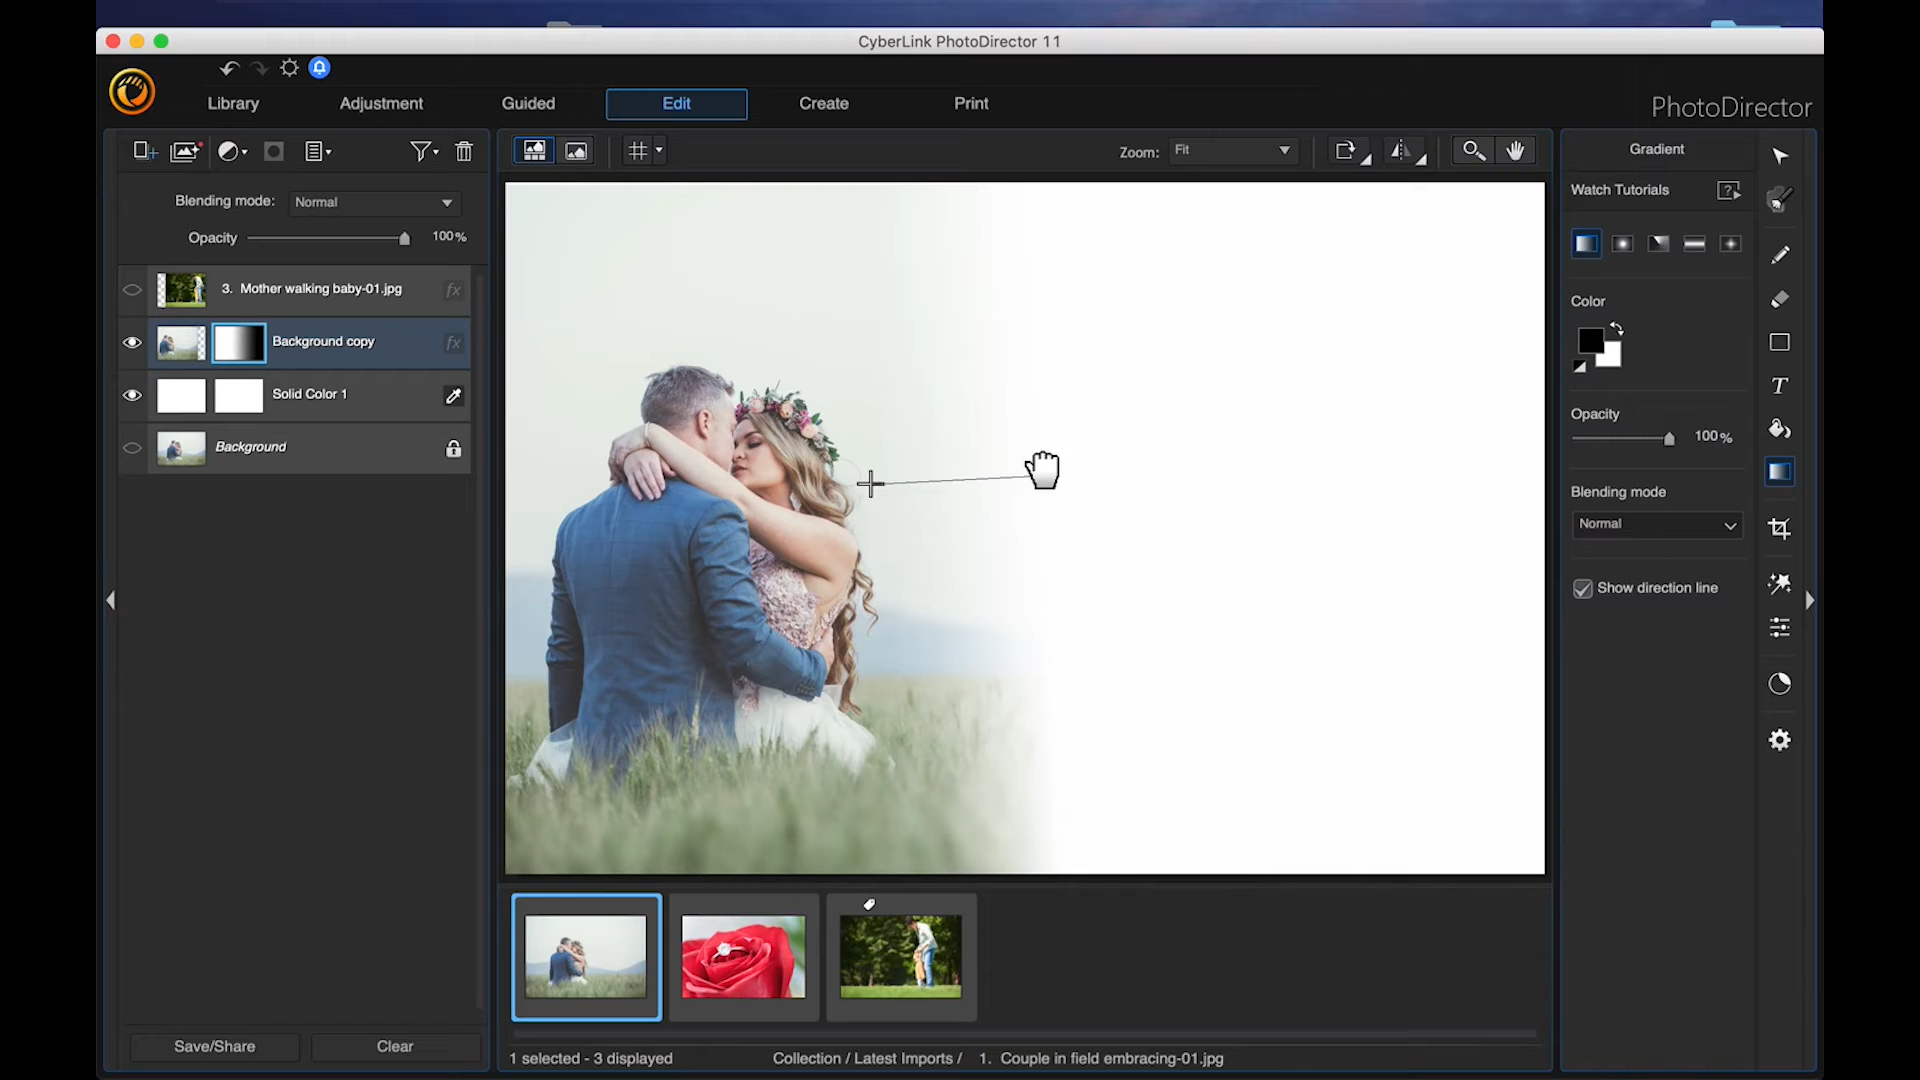 CyberLink PhotoDirector 11
Library Adjustment Guided Edit Create Print
PhotoDirector
Zoom: Fit
Gradient
Watch Tutorials
Blending mode: Normal
Opacity 100%
3. Mother walking baby-01.jpg fx
Background copy fx
Solid Color 1
Background
Color
Opacity
100%
Blending mode
Normal
Show direction line
Save/Share Clear
1 selected - 3 displayed
Collection / Latest Imports / 1. Couple in field embracing-01.jpg